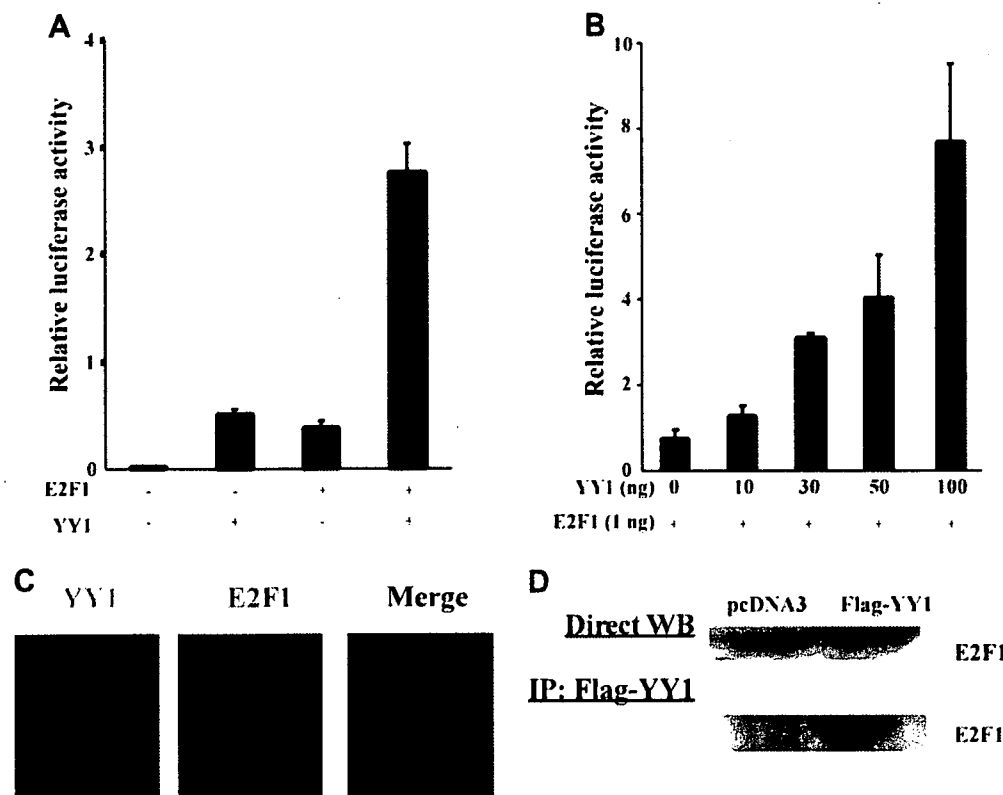 A
Relative luciferase activity
4
3
2
1
0
E2F1 - - + +
YY1 - + - +
B
Relative luciferase activity
10
8
6
4
2
0
YY1 (ng) 0 10 30 50 100
E2F1 (1 ng) + + + + +
C
YY1 E2F1 Merge
D
pcDNA3 Flag-YY1
Direct WB
E2F1
IP: Flag-YY1
E2F1